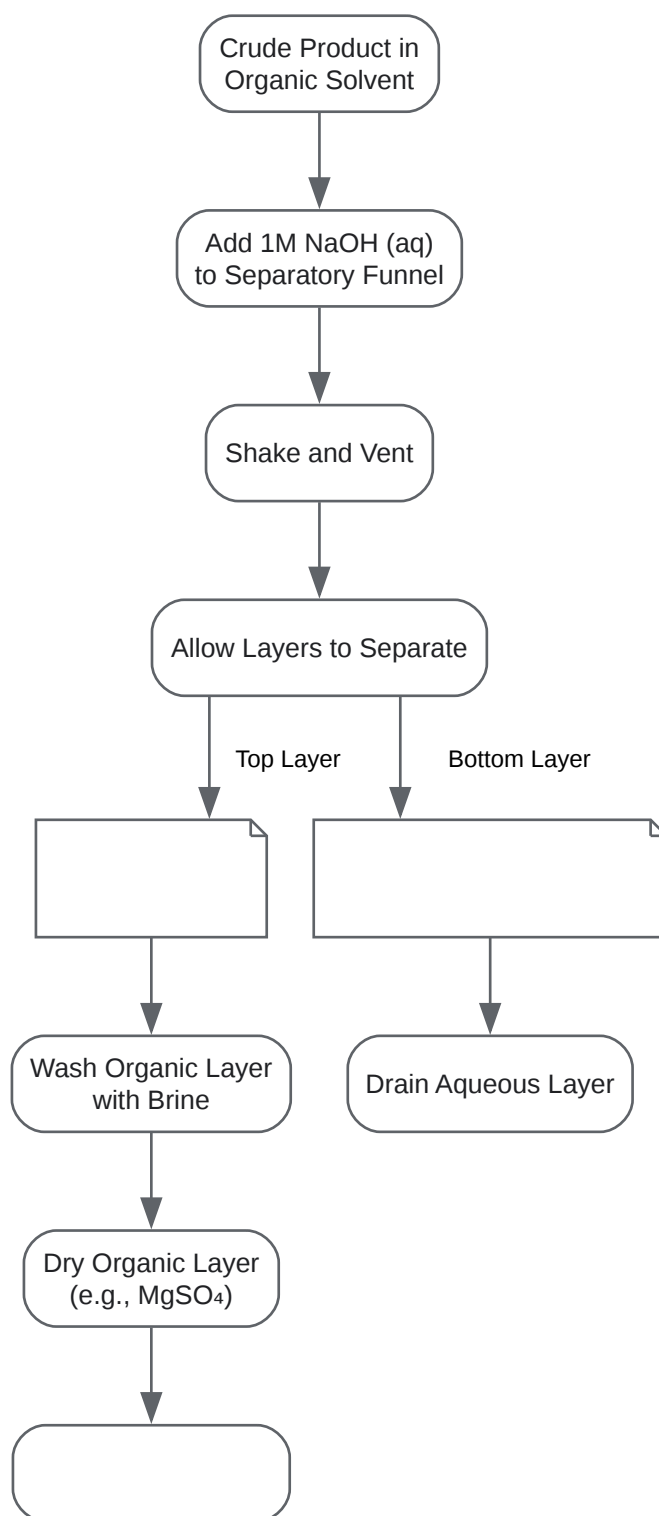 Crude Product in
Organic Solvent
Add 1M NaOH (aq)
to Separatory Funnel
Shake and Vent
Allow Layers to Separate
Top Layer
Bottom Layer
Wash Organic Layer
with Brine
Drain Aqueous Layer
Dry Organic Layer
(e.g., MgSO₄)